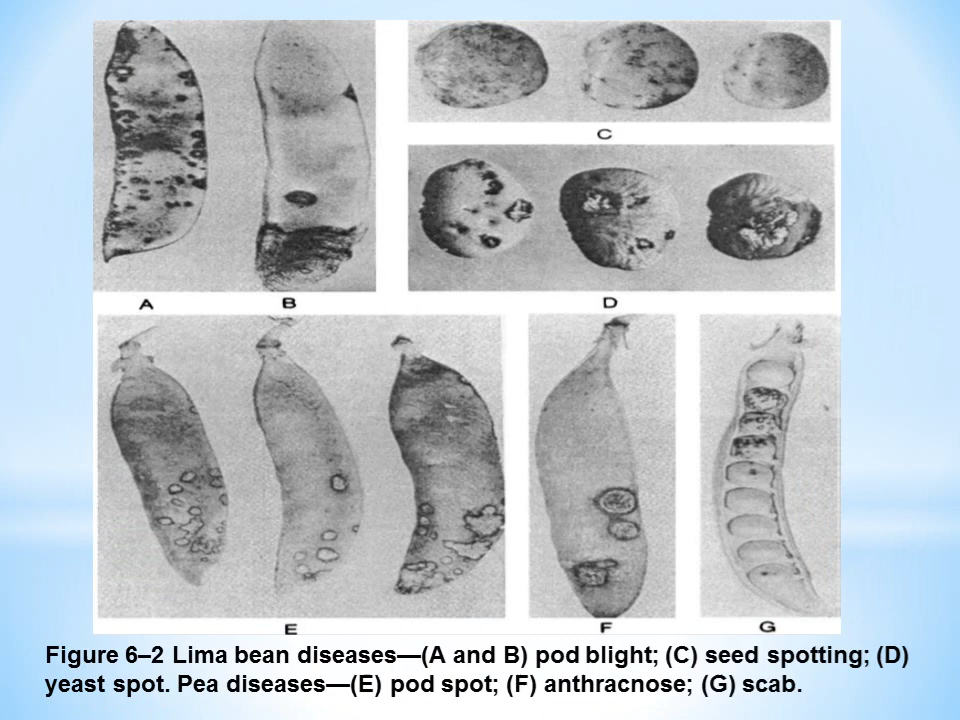 A
B
C
D
E
F
G
Figure 6–2 Lima bean diseases—(A and B) pod blight; (C) seed spotting; (D)
yeast spot. Pea diseases—(E) pod spot; (F) anthracnose; (G) scab.